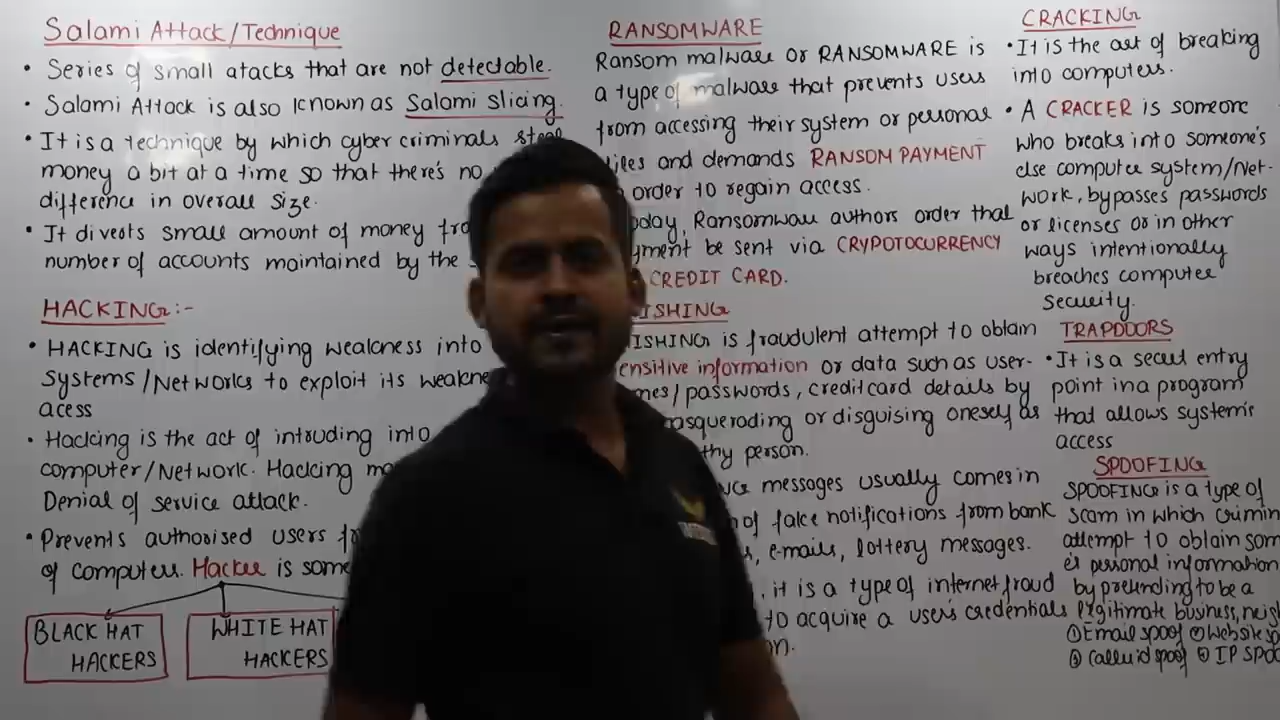 Salami Attack/Technique
• Series of small atacks that are not detectable.
• Salami Attack is also known as Salami slicing.
• It is a technique by which cyber criminals
money a bit at a time so that there's no
difference in overall size.
• It diverts small amount of money
number of accounts maintained by the
HACKING:-
• HACKING is identifying weakness into
systems/Networks to exploit its
acess
• Hacking is the act of intruding into
computer/Network. Hacking
Denial of service attack.
• Prevents authorised users
of computers. Hacker is
BLACK HAT
HACKERS
WHITE HAT
HACKERS
RANSOMWARE
Ransom malware or RANSOMWARE is
a type of malware that prevents users
from accessing their system or personal
and demands RANSOM PAYMENT
order to regain access.
Ransomware authors order that
be sent via CRYPOTOCURRENCY
CREDIT CARD.
is fraudulent attempt to obtain
information or data such as user-
passwords, credit card details by
or disguising oneself as
person.
messages usually comes in
of fake notifications from bank
e-mails, lottery messages.
it is a type of internet fraud
to acquire a user's credentials
CRACKING
• It is the act of breaking
into computers.
• A CRACKER is someone
who breaks into someone's
else computer system/Net-
work, bypasses passwords
or licenses or in other
ways intentionally
breaches computer
security.
TRAPDOORS
• It is a secret entry
point in a program
that allows system's
access
SPOOFING
SPOOFING is a type of
scam in which
attempt to obtain
personal information
by pretending to be a
legitimate business,
① Email spoof ② Website
③ Caller id spoof ④ IP